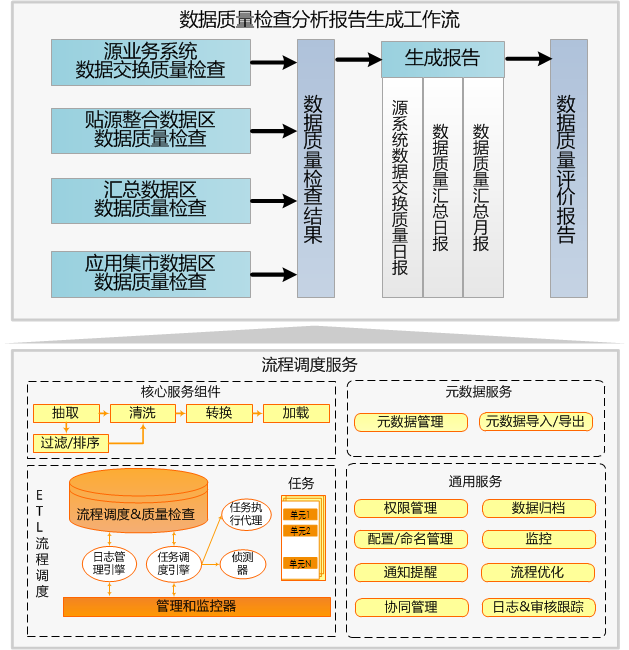 数据质量检查分析报告生成工作流
源业务系统
数据交换质量检查
贴源整合数据区
数据质量检查
汇总数据区
数据质量检查
应用集市数据区
数据质量检查
数据质量检查结果
生成报告
源系统数据交换质量日报
数据质量汇总日报
数据质量汇总月报
数据质量评价报告
流程调度服务
核心服务组件
抽取
清洗
转换
加载
过滤/排序
元数据服务
元数据管理
元数据导入/导出
ETL流程调度
流程调度&质量检查
任务执
行代理
日志管
理引擎
任务调
度引擎
侦测
器
任务
单元1
单元2
单元N
管理和监控器
通用服务
权限管理
数据归档
配置/命名管理
监控
通知提醒
流程优化
协同管理
日志&审核跟踪